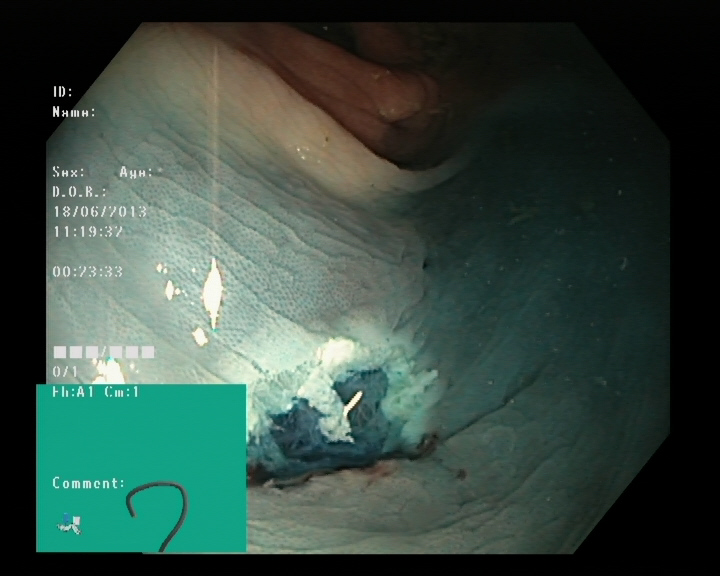 ID:
Name:
Sex: Age:
D.O.B.:
18/06/2013
11:19:32
00:23:33
0/1
Eh:A1 Cm:1
Comment: